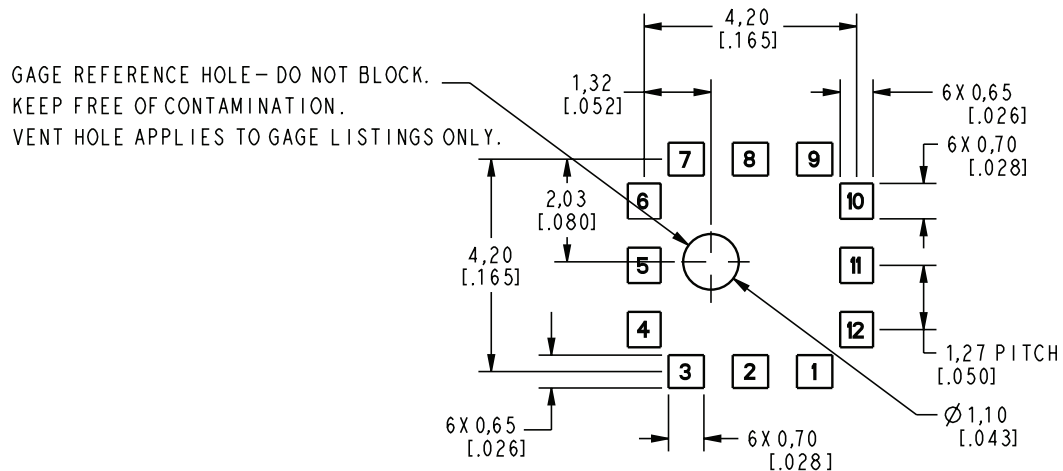 4,20
[.165]
GAGE REFERENCE HOLE – DO NOT BLOCK.
KEEP FREE OF CONTAMINATION.
VENT HOLE APPLIES TO GAGE LISTINGS ONLY.
1,32
[.052]
6X 0,65
[.026]
6X 0,70
[.028]
7 8 9
6 10
2,03
[.080]
4,20
[.165]
5 11
4 12
3 2 1
1,27 PITCH
[.050]
6X 0,65
[.026]
6X 0,70
[.028]
Ø 1,10
[.043]